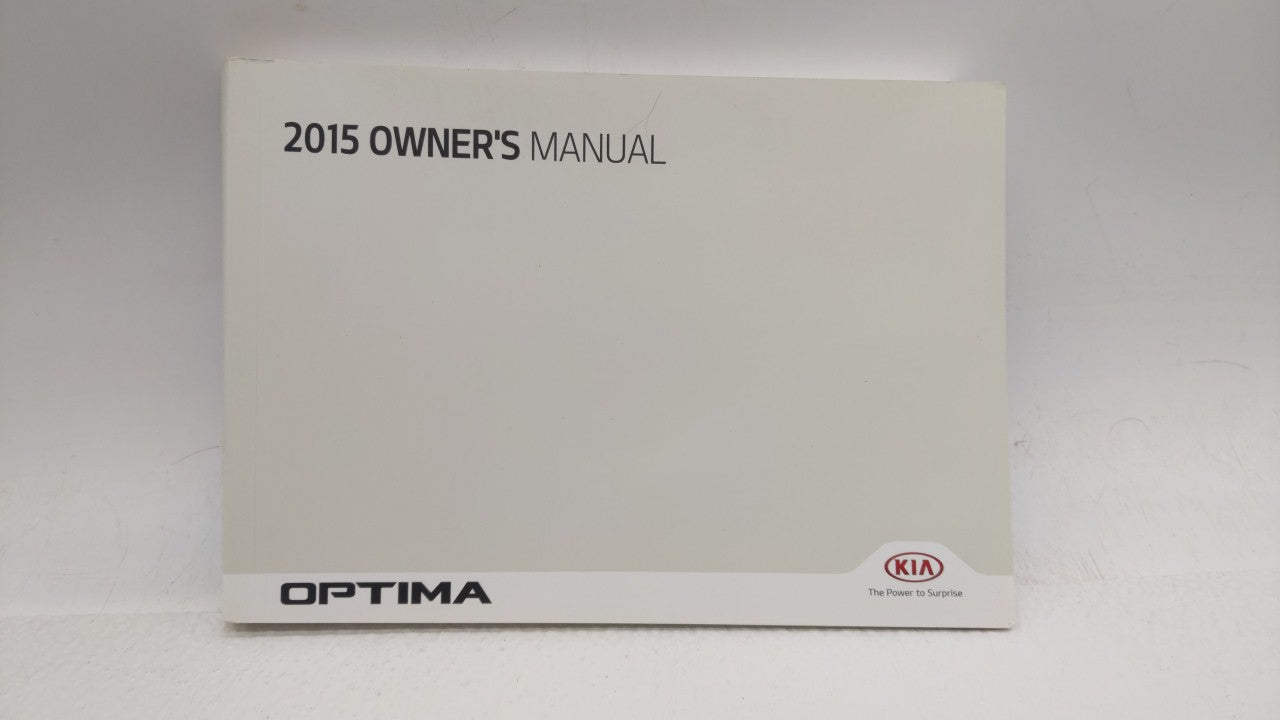 2015 OWNER'S MANUAL
OPTIMA
KIA
The Power to Surprise